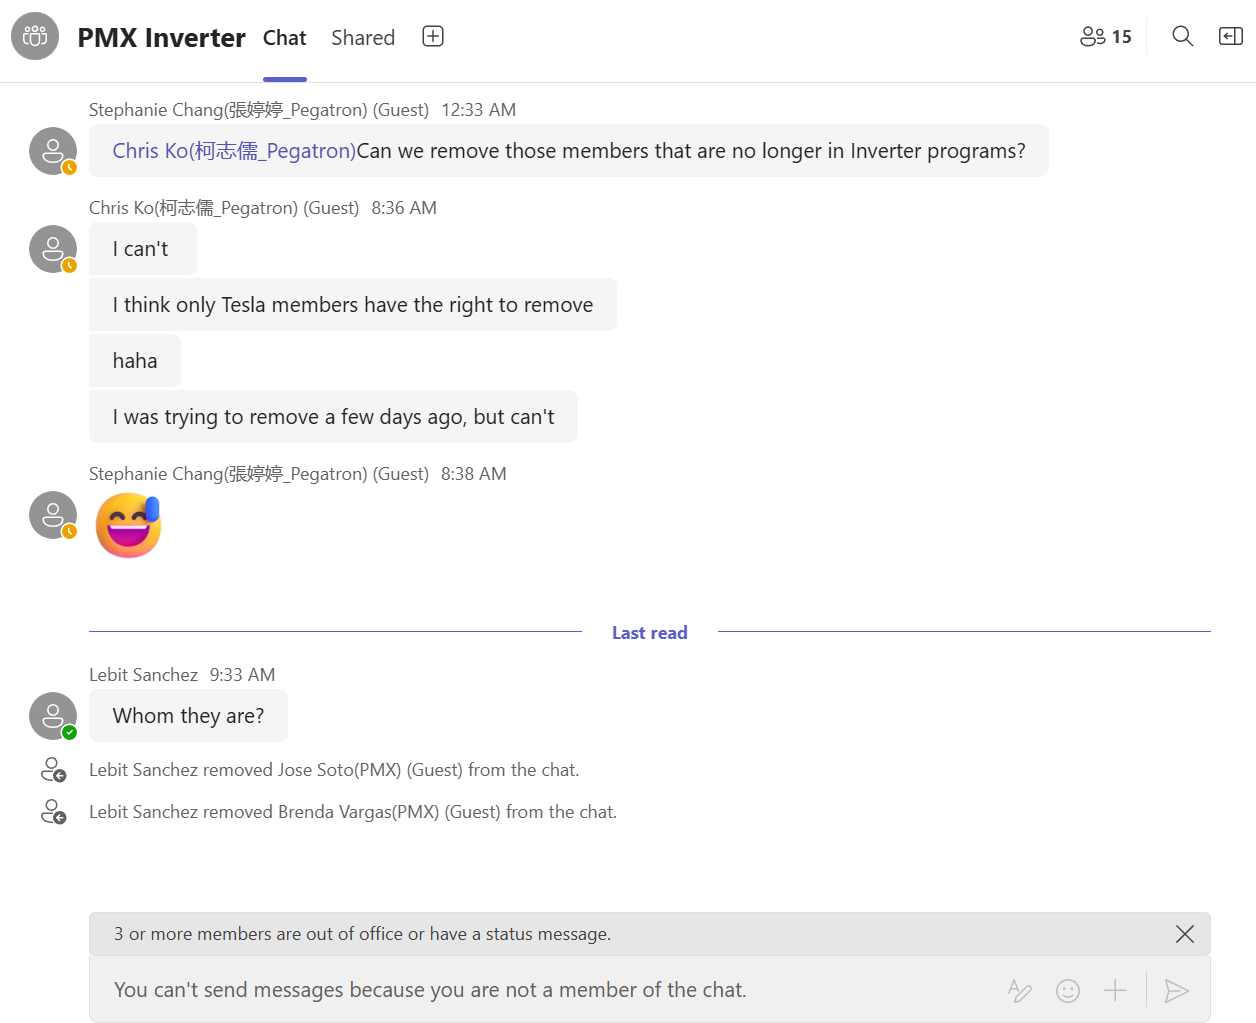 PMX Inverter Chat Shared 15
Stephanie Chang(張婷婷_Pegatron) (Guest) 12:33 AM
Chris Ko(柯志儒_Pegatron)Can we remove those members that are no longer in Inverter programs?
Chris Ko(柯志儒_Pegatron) (Guest) 8:36 AM
I can't
I think only Tesla members have the right to remove
haha
I was trying to remove a few days ago, but can't
Stephanie Chang(張婷婷_Pegatron) (Guest) 8:38 AM
Last read
Lebit Sanchez 9:33 AM
Whom they are?
Lebit Sanchez removed Jose Soto(PMX) (Guest) from the chat.
Lebit Sanchez removed Brenda Vargas(PMX) (Guest) from the chat.
3 or more members are out of office or have a status message.
You can't send messages because you are not a member of the chat.